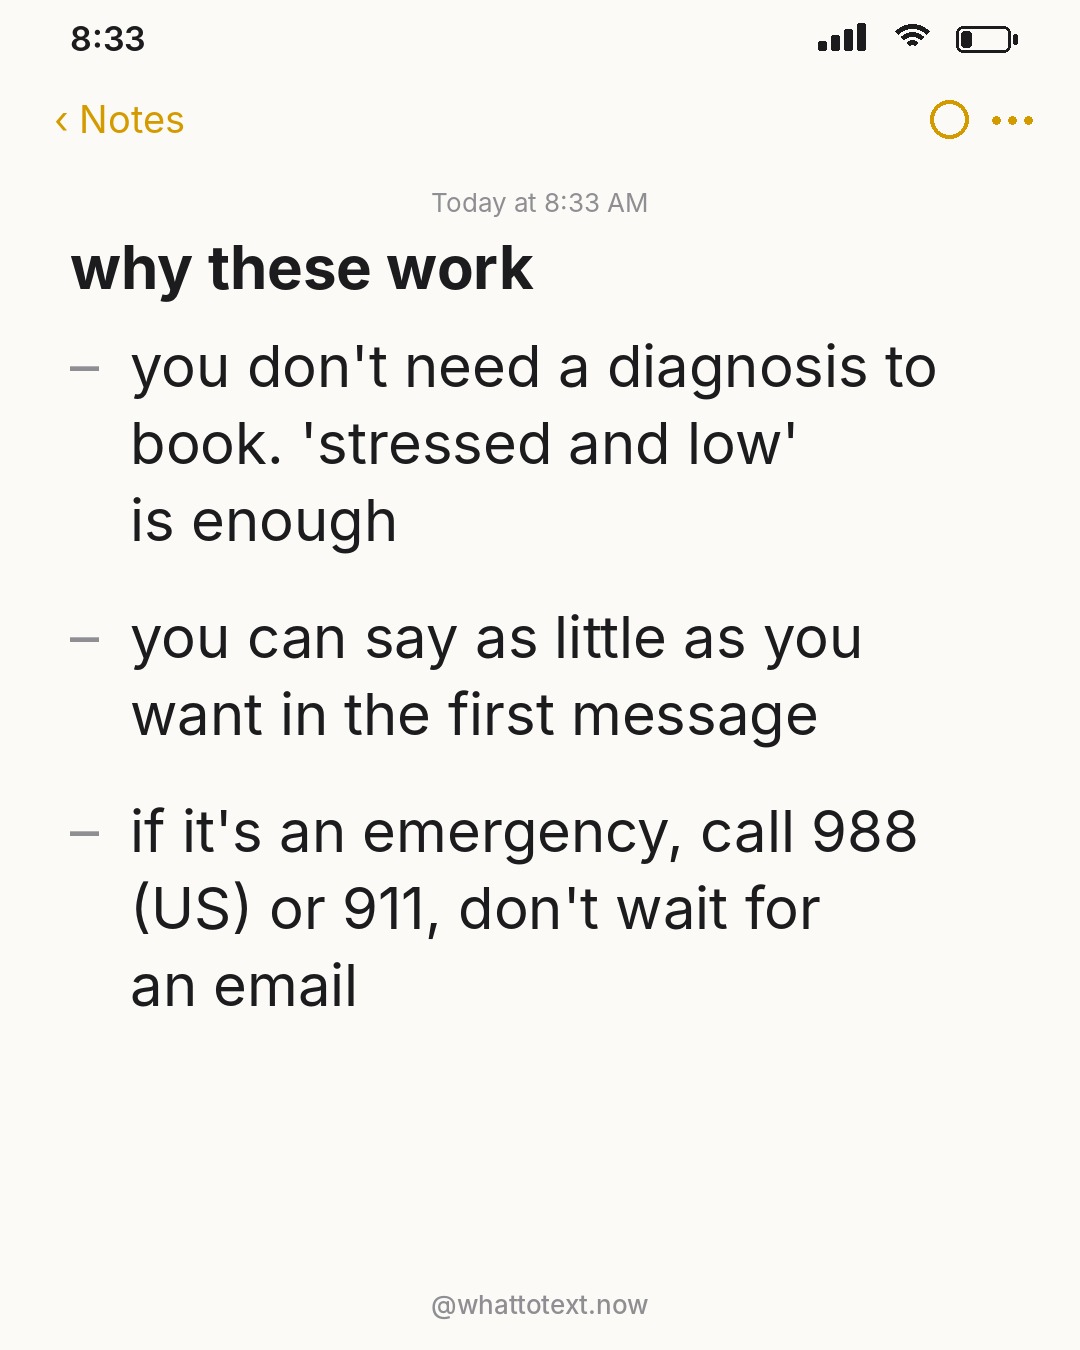 8:33
‹ Notes
Today at 8:33 AM
why these work
– you don't need a diagnosis to
book. 'stressed and low'
is enough
– you can say as little as you
want in the first message
– if it's an emergency, call 988
(US) or 911, don't wait for
an email
@whattotext.now